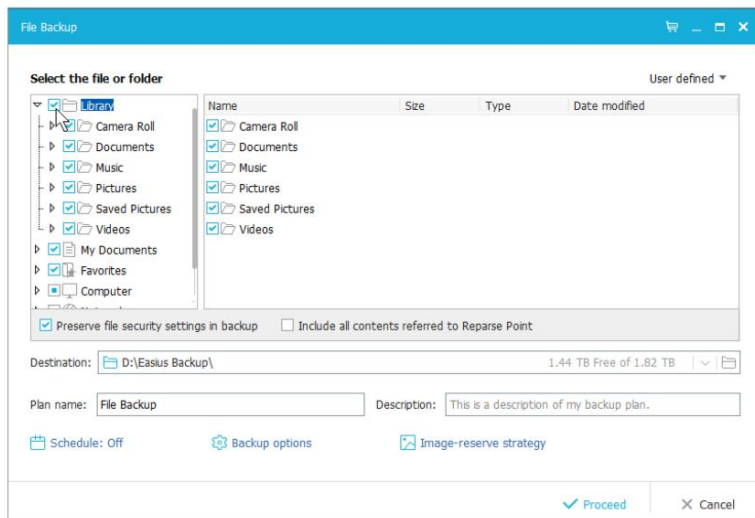 File Backup
Select the file or folder
User defined
Library
Camera Roll
Documents
Music
Pictures
Saved Pictures
Videos
My Documents
Favorites
Computer
Name Size Type Date modified
Camera Roll
Documents
Music
Pictures
Saved Pictures
Videos
Preserve file security settings in backup Include all contents referred to Reparse Point
Destination: D:\Easius Backup\ 1.44 TB Free of 1.82 TB
Plan name: File Backup Description: This is a description of my backup plan.
Schedule: Off Backup options Image-reserve strategy
Proceed Cancel